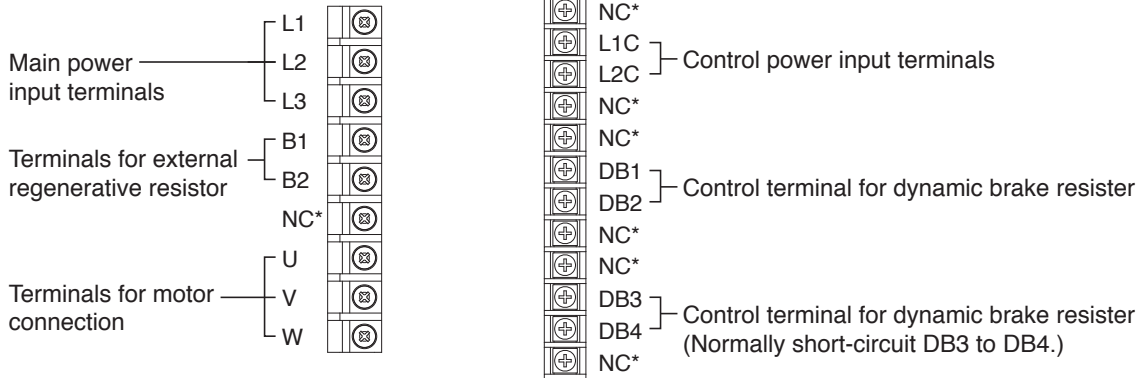 L1
Main power
input terminals
L2
L3
Terminals for external
regenerative resistor
B1
B2
NC*
U
Terminals for motor
connection
V
W
NC*
L1C
L2C
Control power input terminals
NC*
NC*
DB1
DB2
Control terminal for dynamic brake resister
NC*
NC*
DB3
DB4
Control terminal for dynamic brake resister
(Normally short-circuit DB3 to DB4.)
NC*